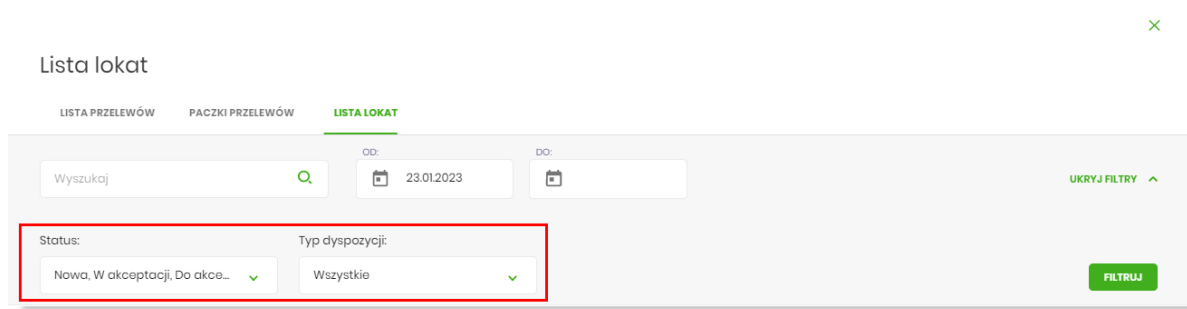 Lista lokat
LISTA PRZELEWÓW PACZKI PRZELEWÓW LISTA LOKAT
OD: DO:
Wyszukaj 23.01.2023 UKRYJ FILTRY
Status: Typ dyspozycji:
Nowa, W akceptacji, Do akce... Wszystkie FILTRUJ